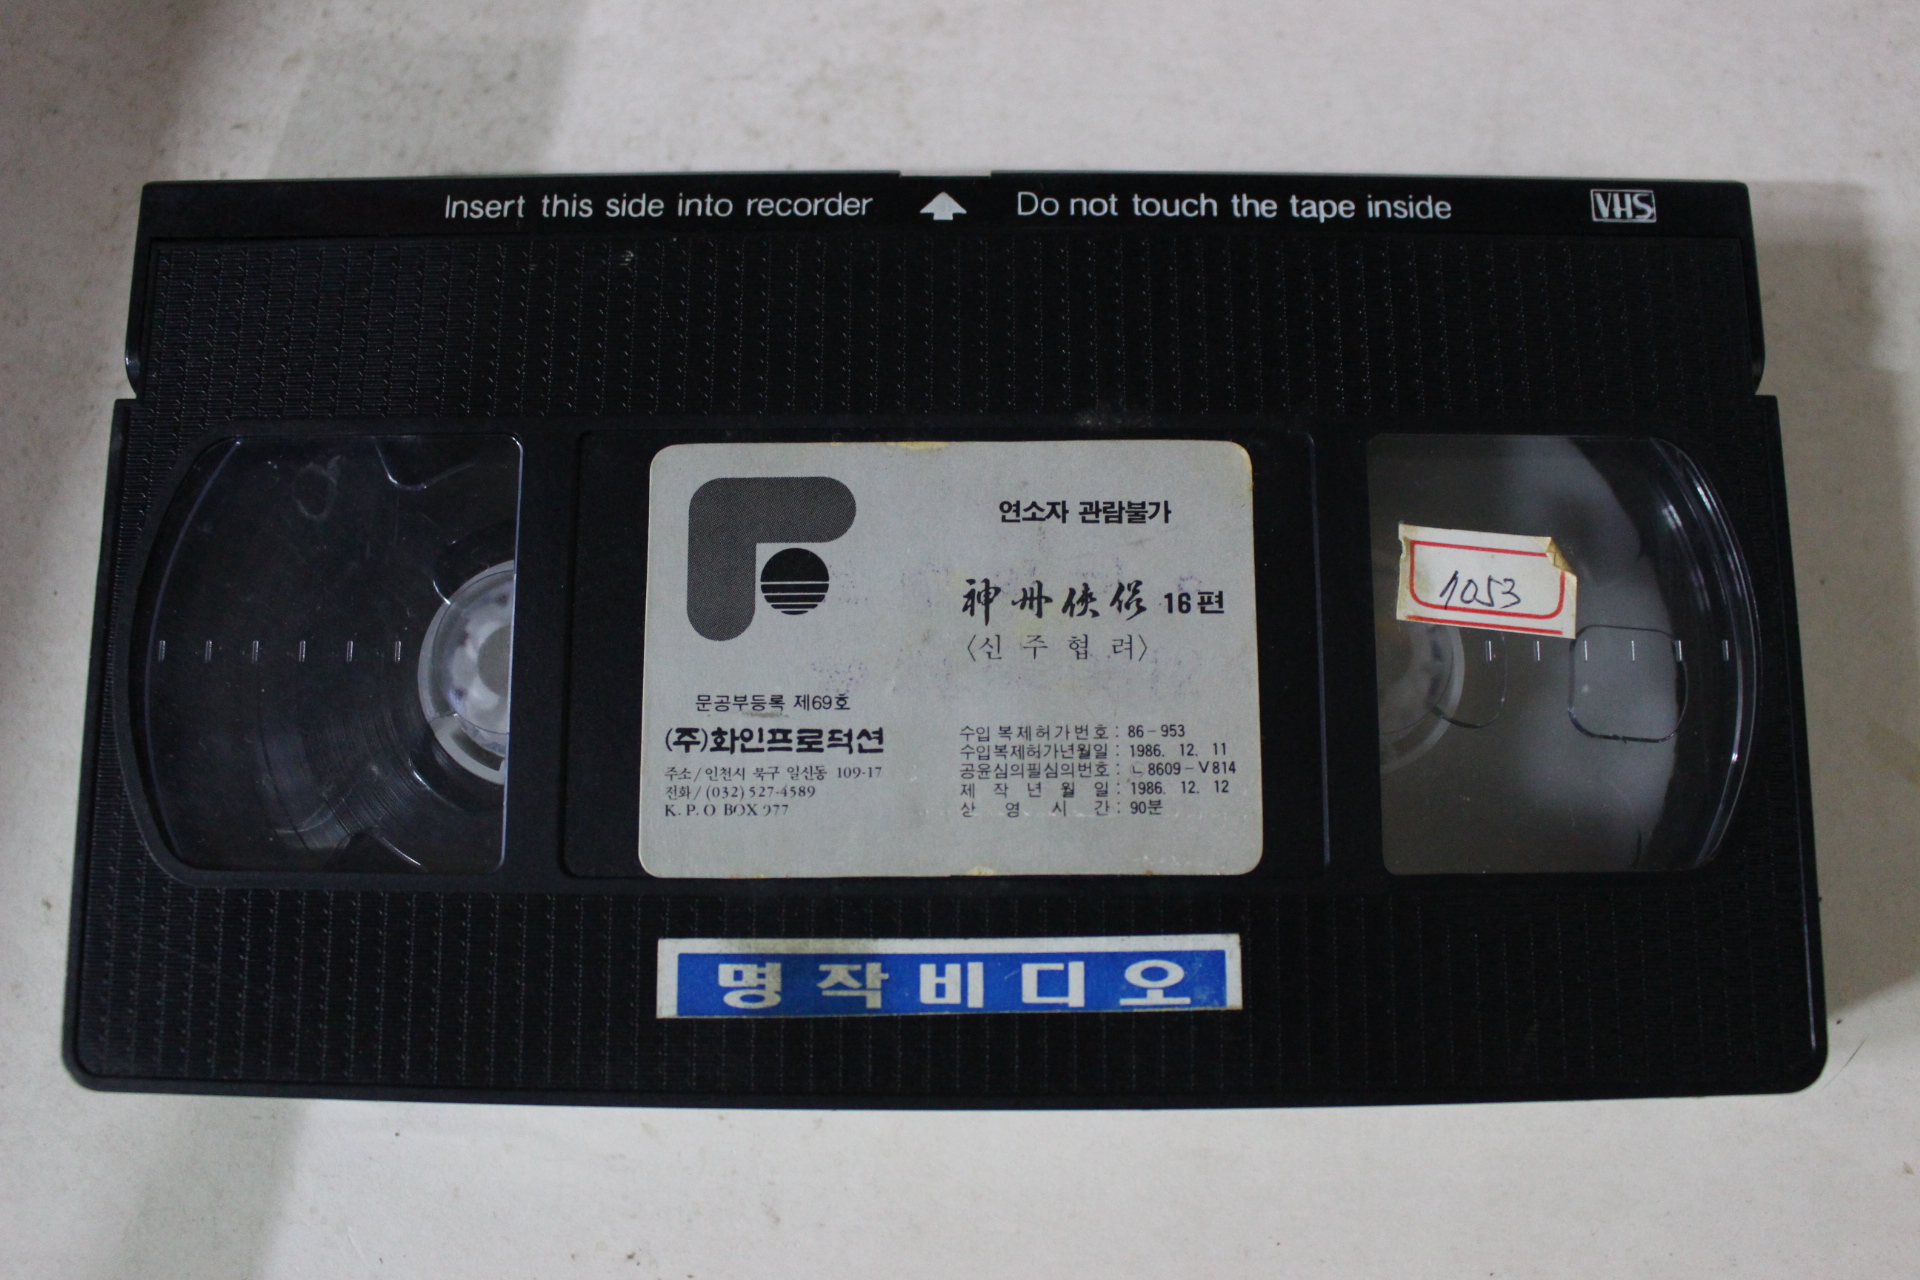 Insert this side into recorder
Do not touch the tape inside
VHS
연소자 관람불가
神州侠侣 16편
〈신주협려〉
문공부등록 제69호
(주)화인프로덕션
주소/인천시 북구 일신동 109-17
전화/(032)527-4589
K.P.O BOX 977
수입복제허가번호: 86-953
수입복제허가년월일: 1986. 12. 11
공윤심의필심의번호: ㉡8609-V814
제작년월일: 1986. 12. 12
상영시간: 90분
1053
명작비디오